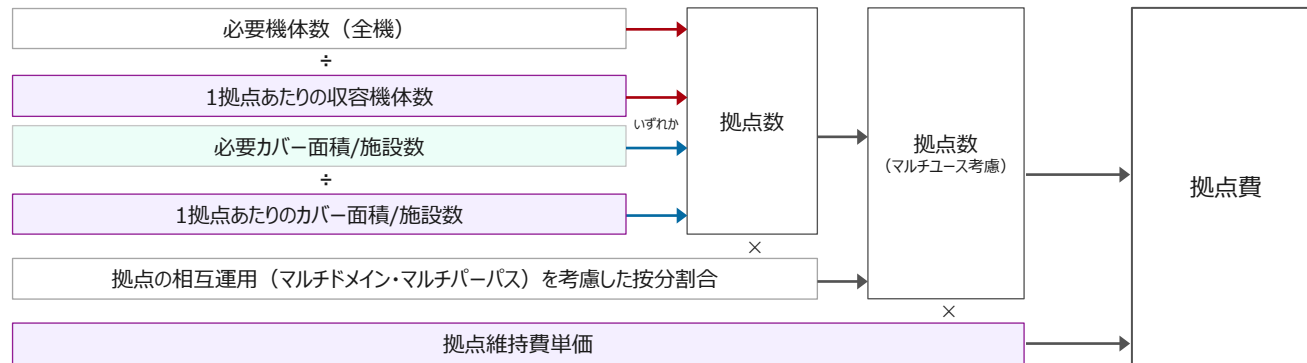 必要機体数（全機）
÷
1拠点あたりの収容機体数
いずれか
必要カバー面積/施設数
÷
1拠点あたりのカバー面積/施設数
拠点数
×
拠点の相互運用（マルチドメイン・マルチパーパス）を考慮した按分割合
拠点数
（マルチユース考慮）
×
拠点維持費単価
拠点費